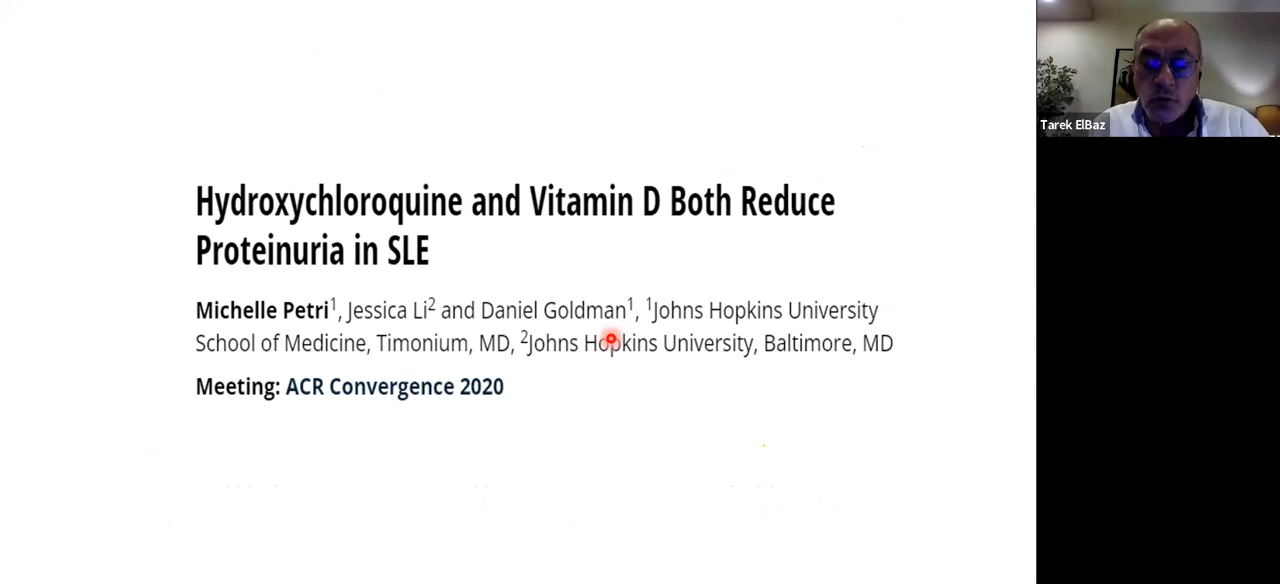 Hydroxychloroquine and Vitamin D Both Reduce
Proteinuria in SLE
Michelle Petri¹, Jessica Li² and Daniel Goldman¹, ¹Johns Hopkins University
School of Medicine, Timonium, MD, ²Johns Hopkins University, Baltimore, MD
Meeting: ACR Convergence 2020
Tarek ElBaz